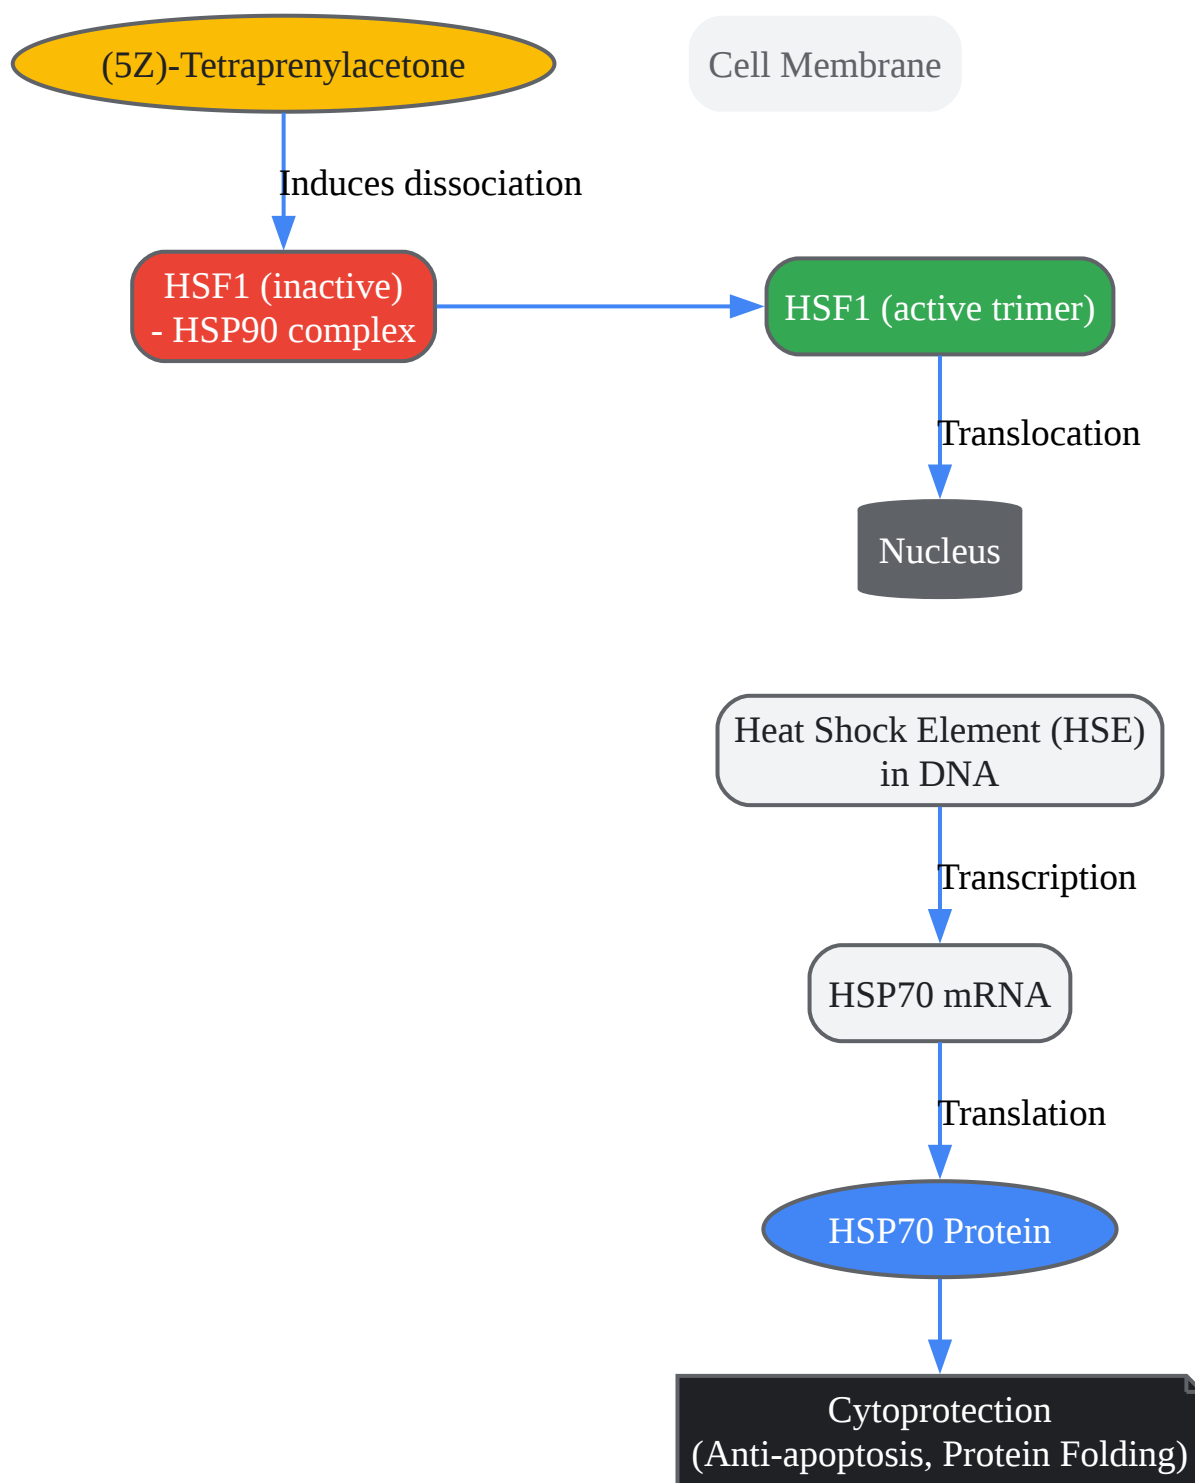 (5Z)-Tetraprenylacetone
Cell Membrane
Induces dissociation
HSF1 (inactive)
- HSP90 complex
HSF1 (active trimer)
Translocation
Nucleus
Heat Shock Element (HSE)
in DNA
Transcription
HSP70 mRNA
Translation
HSP70 Protein
Cytoprotection
(Anti-apoptosis, Protein Folding)